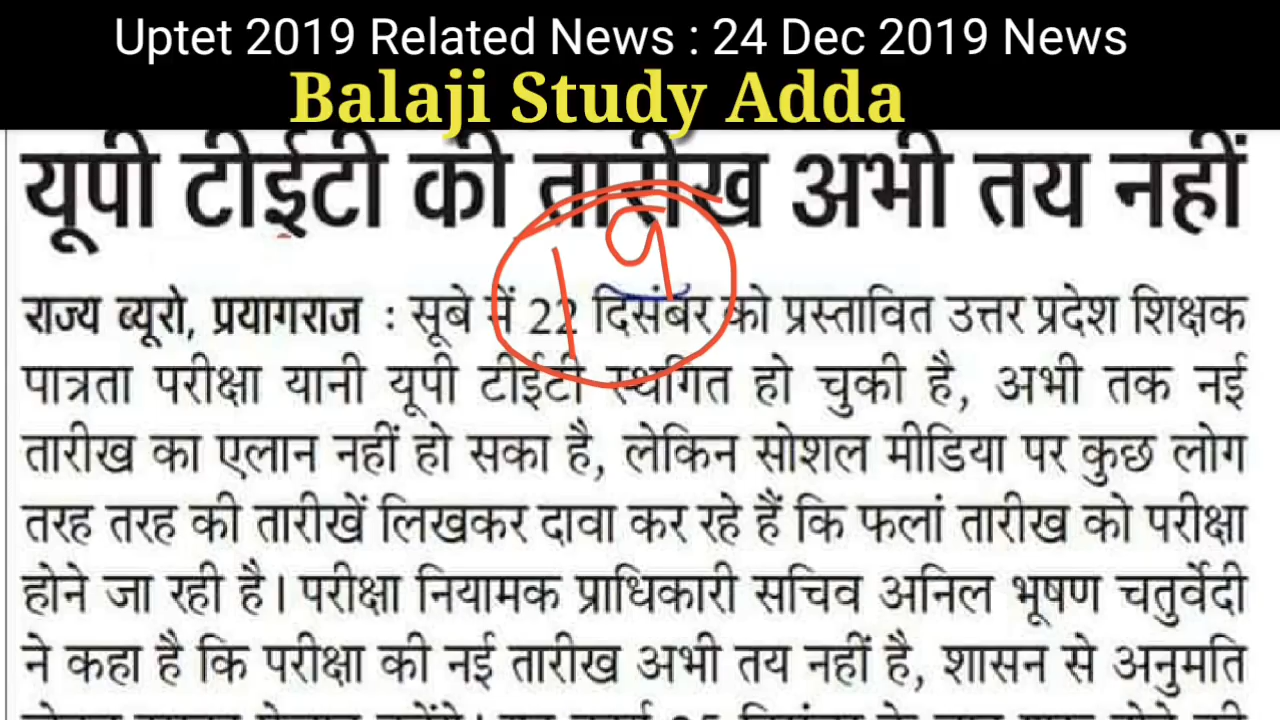 Uptet 2019 Related News : 24 Dec 2019 News
Balaji Study Adda
यूपी टीईटी की तारीख अभी तय नहीं
19
राज्य ब्यूरो, प्रयागराज : सूबे में 22 दिसंबर को प्रस्तावित उत्तर प्रदेश शिक्षक
पात्रता परीक्षा यानी यूपी टीईटी स्थगित हो चुकी है, अभी तक नई
तारीख का एलान नहीं हो सका है, लेकिन सोशल मीडिया पर कुछ लोग
तरह तरह की तारीखें लिखकर दावा कर रहे हैं कि फलां तारीख को परीक्षा
होने जा रही है। परीक्षा नियामक प्राधिकारी सचिव अनिल भूषण चतुर्वेदी
ने कहा है कि परीक्षा की नई तारीख अभी तय नहीं है, शासन से अनुमति